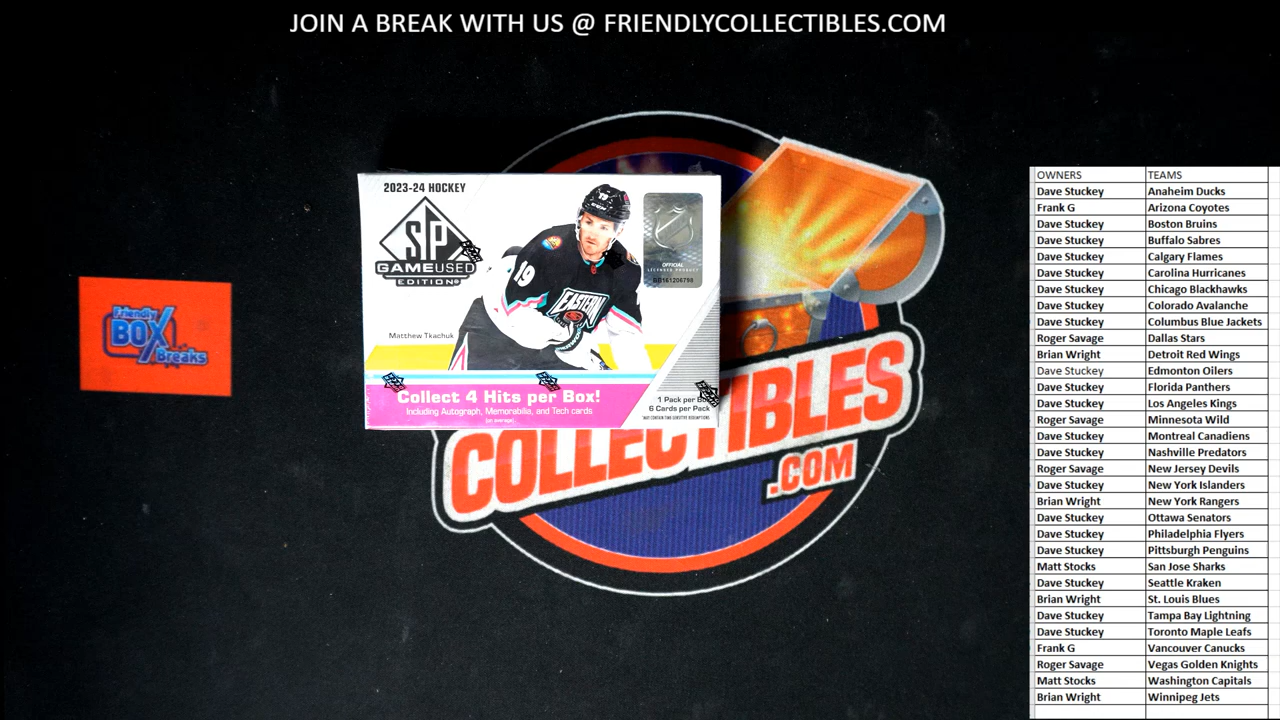 JOIN A BREAK WITH US @ FRIENDLYCOLLECTIBLES.COM
2023-24 HOCKEY
SP
GAMEUSED
EDITION
19
EASTERN
OFFICIAL
LICENSED PRODUCT
Matthew Tkachuk
Collect 4 Hits per Box!
Including Autograph, Memorabilia, and Tech cards
(on average)
1 Pack per Box
6 Cards per Pack
Friendly
BOX
Breaks
COLLECTIBLES
.COM
OWNERS TEAMS
Dave Stuckey Anaheim Ducks
Frank G Arizona Coyotes
Dave Stuckey Boston Bruins
Dave Stuckey Buffalo Sabres
Dave Stuckey Calgary Flames
Dave Stuckey Carolina Hurricanes
Dave Stuckey Chicago Blackhawks
Dave Stuckey Colorado Avalanche
Dave Stuckey Columbus Blue Jackets
Roger Savage Dallas Stars
Brian Wright Detroit Red Wings
Dave Stuckey Edmonton Oilers
Dave Stuckey Florida Panthers
Dave Stuckey Los Angeles Kings
Roger Savage Minnesota Wild
Dave Stuckey Montreal Canadiens
Dave Stuckey Nashville Predators
Roger Savage New Jersey Devils
Dave Stuckey New York Islanders
Brian Wright New York Rangers
Dave Stuckey Ottawa Senators
Dave Stuckey Philadelphia Flyers
Dave Stuckey Pittsburgh Penguins
Matt Stocks San Jose Sharks
Dave Stuckey Seattle Kraken
Brian Wright St. Louis Blues
Dave Stuckey Tampa Bay Lightning
Dave Stuckey Toronto Maple Leafs
Frank G Vancouver Canucks
Roger Savage Vegas Golden Knights
Matt Stocks Washington Capitals
Brian Wright Winnipeg Jets